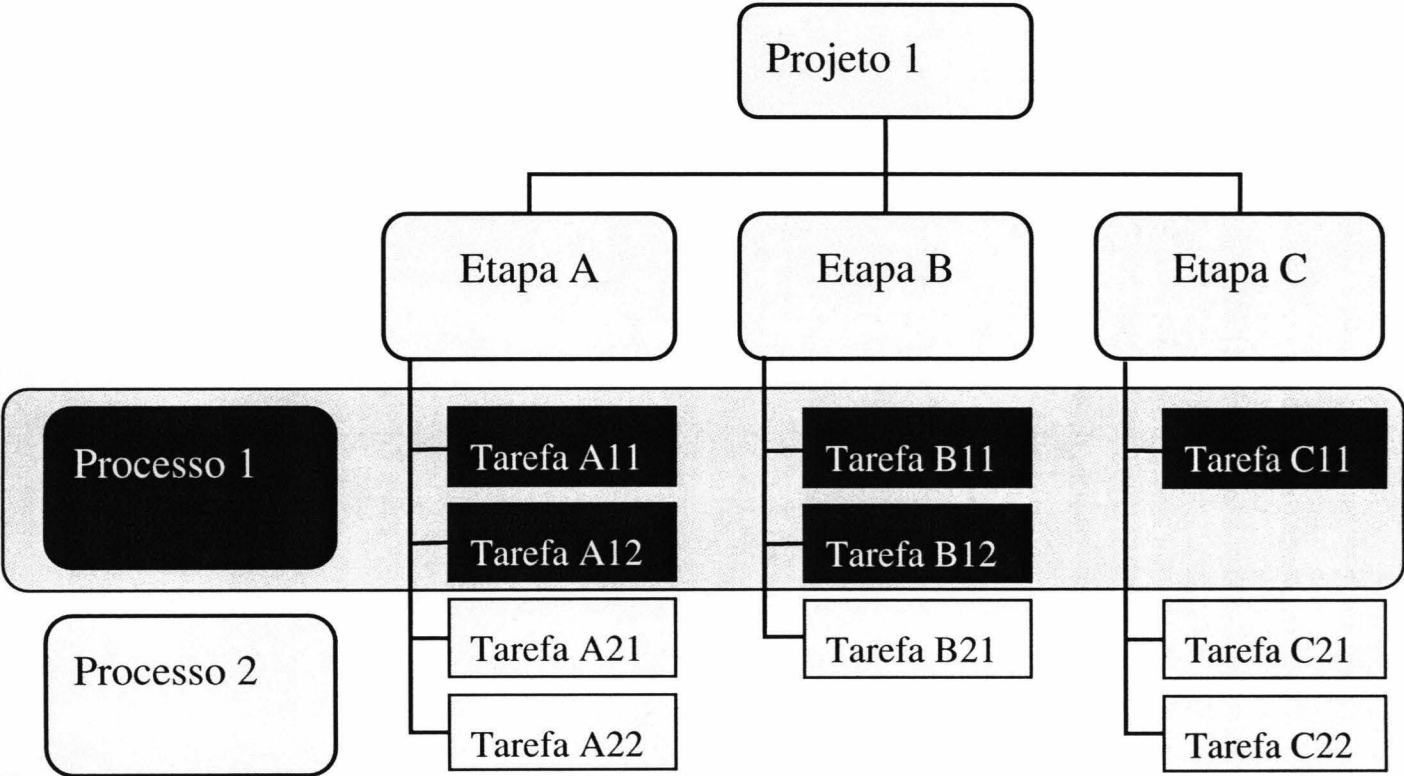 Projeto 1
Etapa A
Etapa B
Etapa C
Processo 1
Tarefa A11
Tarefa B11
Tarefa C11
Tarefa A12
Tarefa B12
Processo 2
Tarefa A21
Tarefa B21
Tarefa C21
Tarefa A22
Tarefa C22